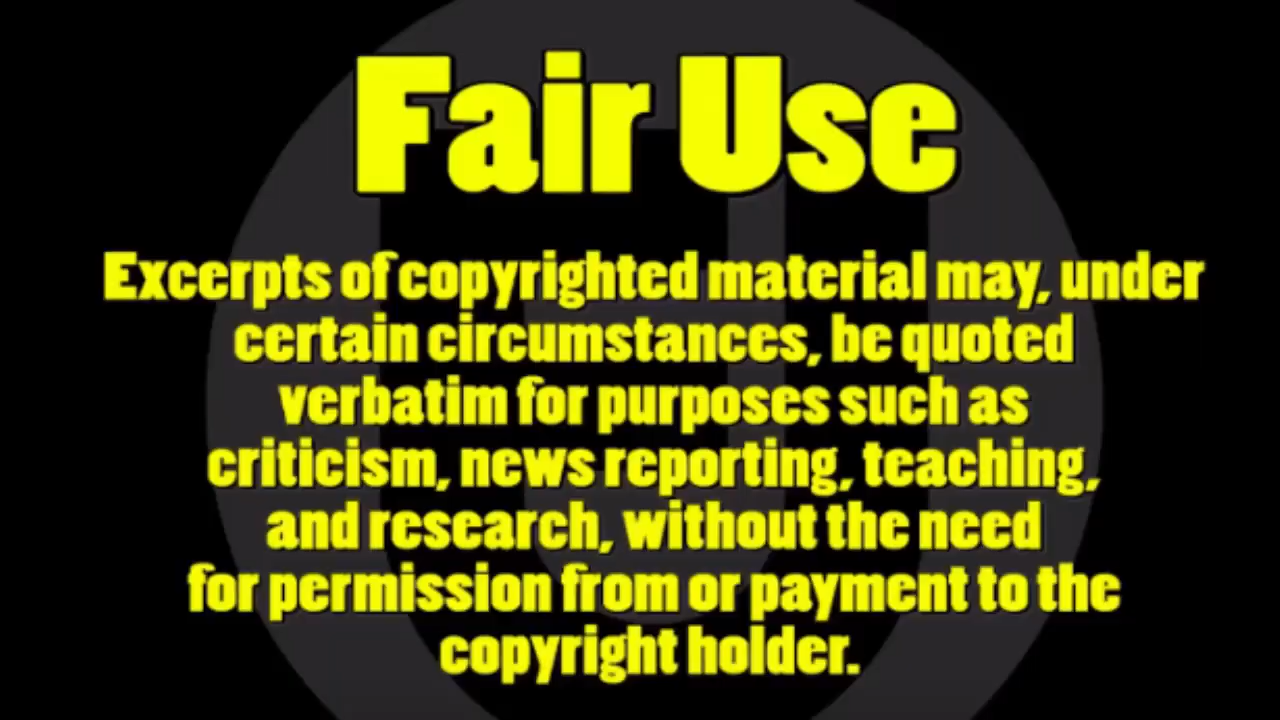 Fair Use
Excerpts of copyrighted material may, under
certain circumstances, be quoted
verbatim for purposes such as
criticism, news reporting, teaching,
and research, without the need
for permission from or payment to the
copyright holder.